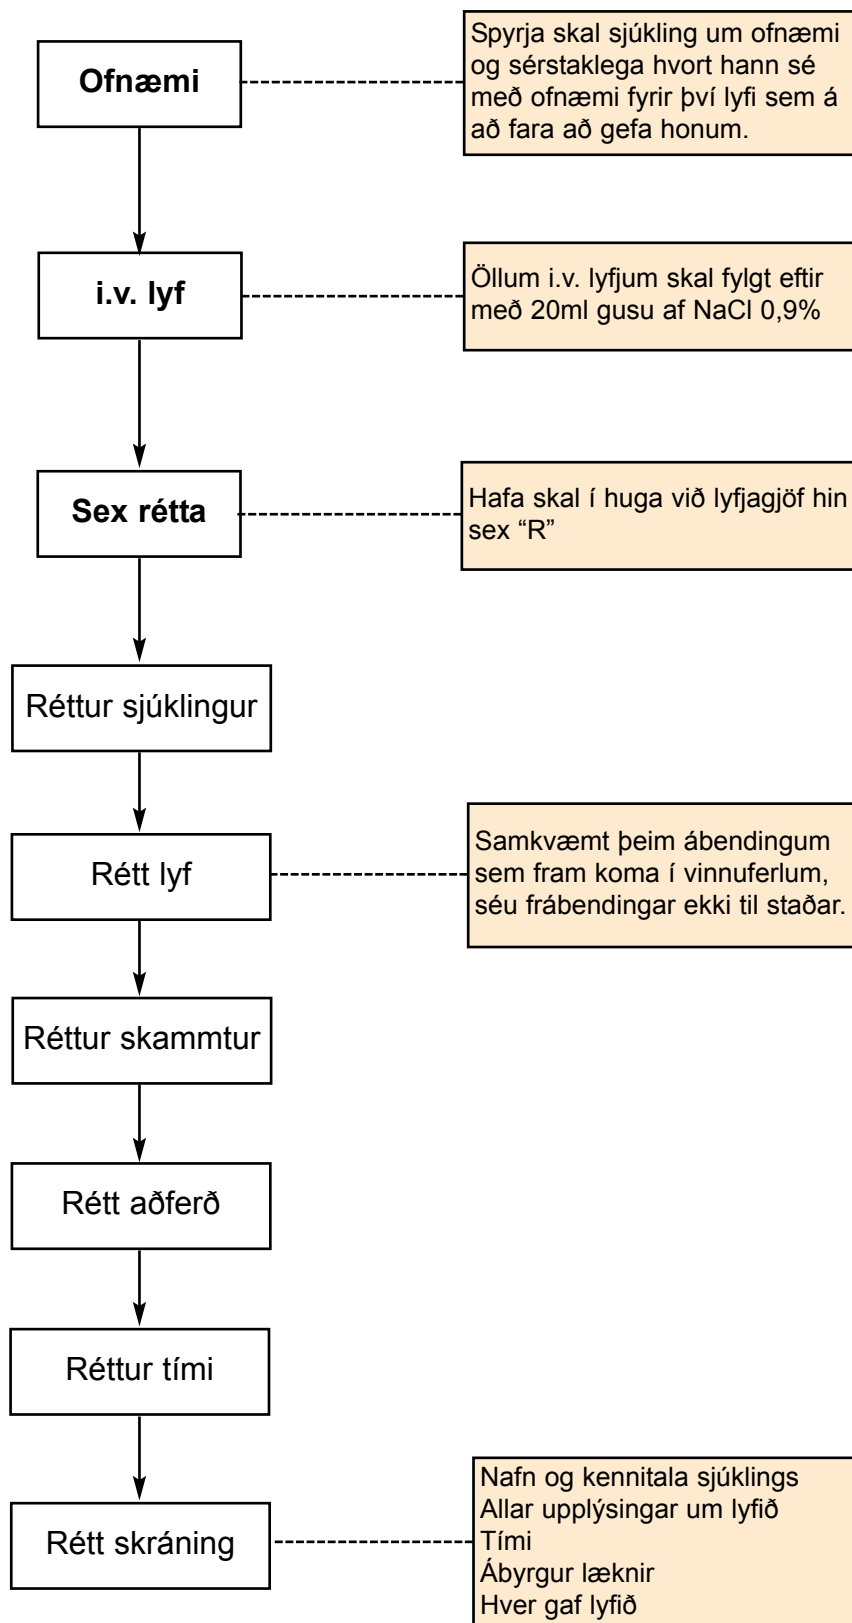 Ofnæmi
Spyrja skal sjúkling um ofnæmi
og sérstaklega hvort hann sé
með ofnæmi fyrir því lyfi sem á
að fara að gefa honum.
i.v. lyf
Öllum i.v. lyfjum skal fylgt eftir
með 20ml gusu af NaCl 0,9%
Sex rétta
Hafa skal í huga við lyfjagjöf hin
sex “R”
Réttur sjúklingur
Rétt lyf
Samkvæmt þeim ábendingum
sem fram koma í vinnuferlum,
séu frábendingar ekki til staðar.
Réttur skammtur
Rétt aðferð
Réttur tími
Rétt skráning
Nafn og kennitala sjúklings
Allar upplýsingar um lyfið
Tími
Ábyrgur læknir
Hver gaf lyfið